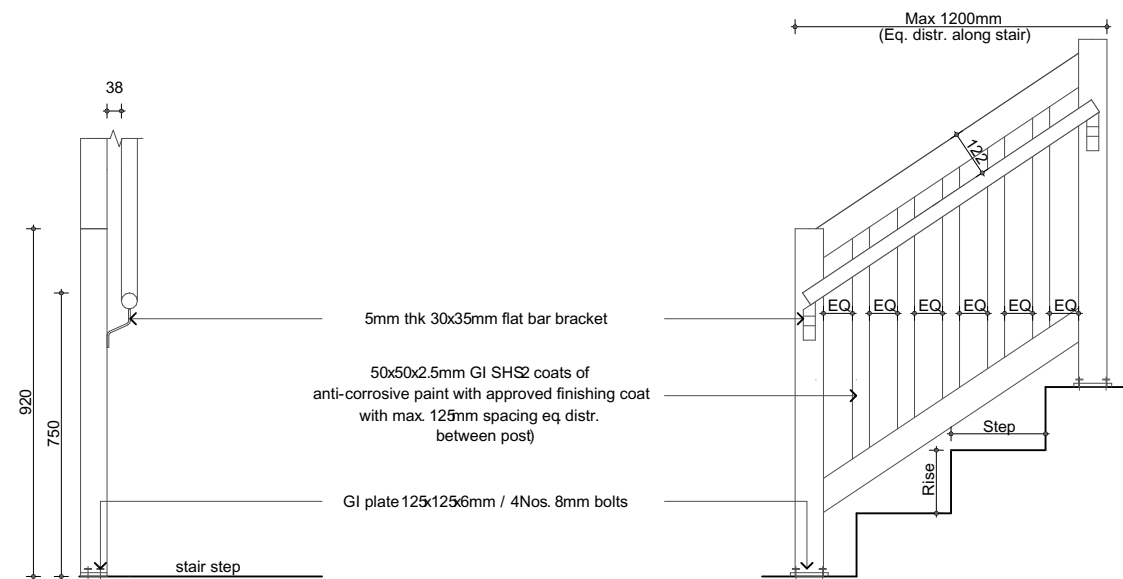 Max 1200mm
(Eq. distr. along stair)
38
122
EQ EQ EQ EQ EQ EQ
5mm thk 30x35mm flat bar bracket
50x50x2.5mm GI SHS2 coats of
anti-corrosive paint with approved finishing coat
with max. 125mm spacing eq. distr.
between post)
920
750
Step
Rise
GI plate 125x125x6mm / 4Nos. 8mm bolts
stair step